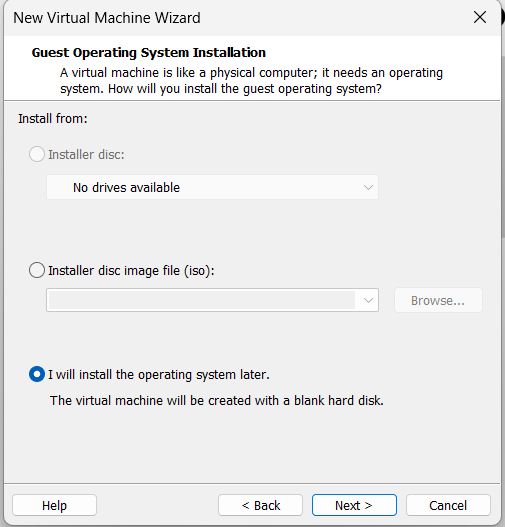 New Virtual Machine Wizard
Guest Operating System Installation
A virtual machine is like a physical computer; it needs an operating
system. How will you install the guest operating system?
Install from:
Installer disc:
No drives available
Installer disc image file (iso):
Browse...
I will install the operating system later.
The virtual machine will be created with a blank hard disk.
Help
< Back
Next >
Cancel